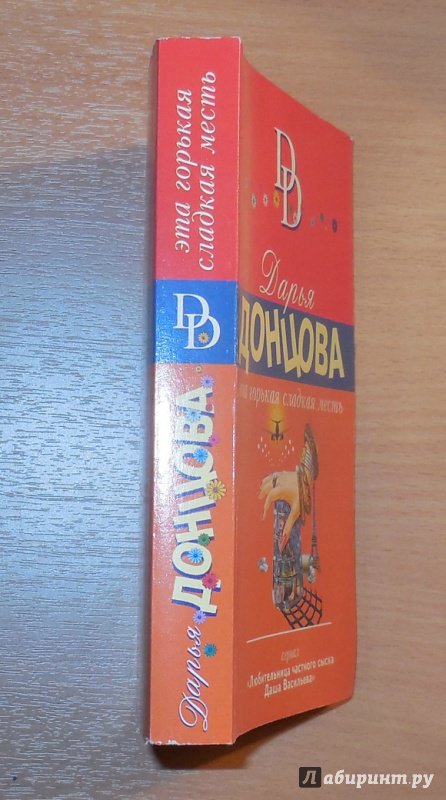 эта горькая
сладкая месть
DD
Дарья ДОНЦОВА
DD
Дарья
ДОНЦОВА
эта горькая сладкая месть
серия
«Любительница частного сыска
Даша Васильева»
Лабиринт.ру